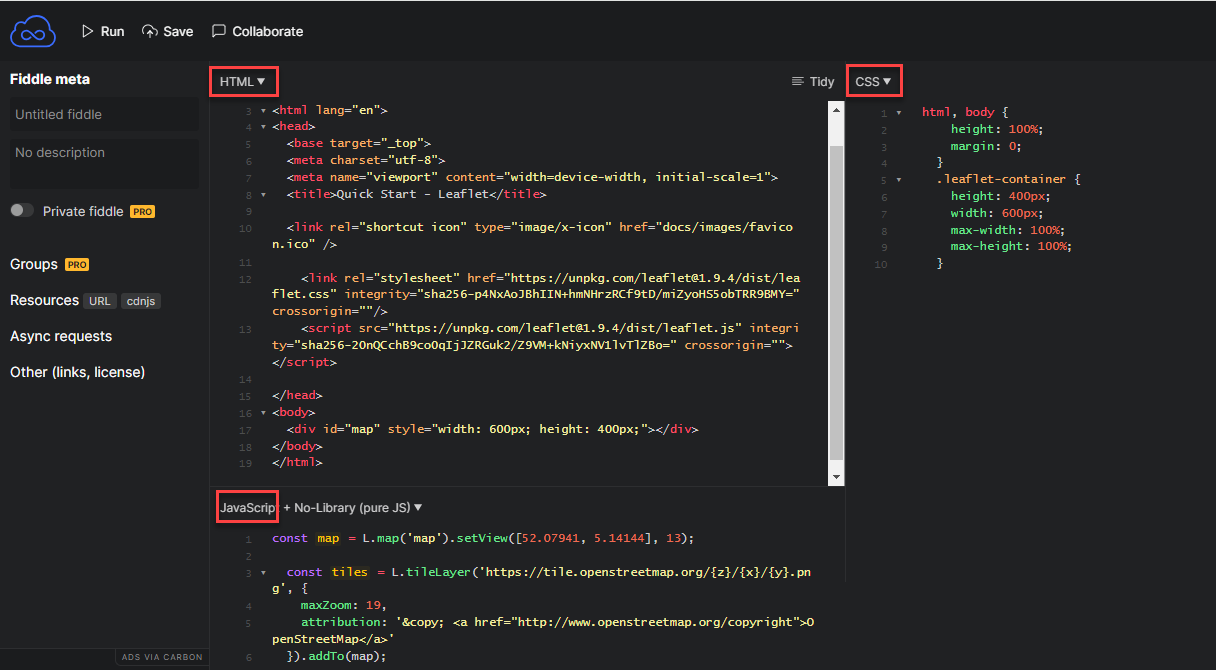 Run Save Collaborate
Fiddle meta
Untitled fiddle
No description
Private fiddle PRO
Groups PRO
Resources URL cdnjs
Async requests
Other (links, license)
ADS VIA CARBON
HTML ▼ Tidy
3 ▼ <html lang="en">
4 ▼ <head>
5 <base target="_top">
6 <meta charset="utf-8">
7 <meta name="viewport" content="width=device-width, initial-scale=1">
8 ▼ <title>Quick Start - Leaflet</title>
9
10 <link rel="shortcut icon" type="image/x-icon" href="docs/images/favico
n.ico" />
11
12 <link rel="stylesheet" href="https://unpkg.com/leaflet@1.9.4/dist/lea
flet.css" integrity="sha256-p4NxAoJBhIIN+hmNHrzRCf9tD/miZyoHS5obTRR9BMY="
crossorigin=""/>
13 <script src="https://unpkg.com/leaflet@1.9.4/dist/leaflet.js" integri
ty="sha256-20nQCchB9co0qIjJZRGuk2/Z9VM+kNiyxNV1lvTlZBo=" crossorigin="">
</script>
14
15 </head>
16 ▼ <body>
17 <div id="map" style="width: 600px; height: 400px;"></div>
18 </body>
19 </html>
CSS ▼
1 ▼ html, body {
2 height: 100%;
3 margin: 0;
4 }
5 ▼ .leaflet-container {
6 height: 400px;
7 width: 600px;
8 max-width: 100%;
9 max-height: 100%;
10 }
JavaScrip + No-Library (pure JS) ▼
1 const map = L.map('map').setView([52.07941, 5.14144], 13);
2
3 ▼ const tiles = L.tileLayer('https://tile.openstreetmap.org/{z}/{x}/{y}.pn
g', {
4 maxZoom: 19,
5 attribution: '&copy; <a href="http://www.openstreetmap.org/copyright">O
penStreetMap</a>'
6 }).addTo(map);